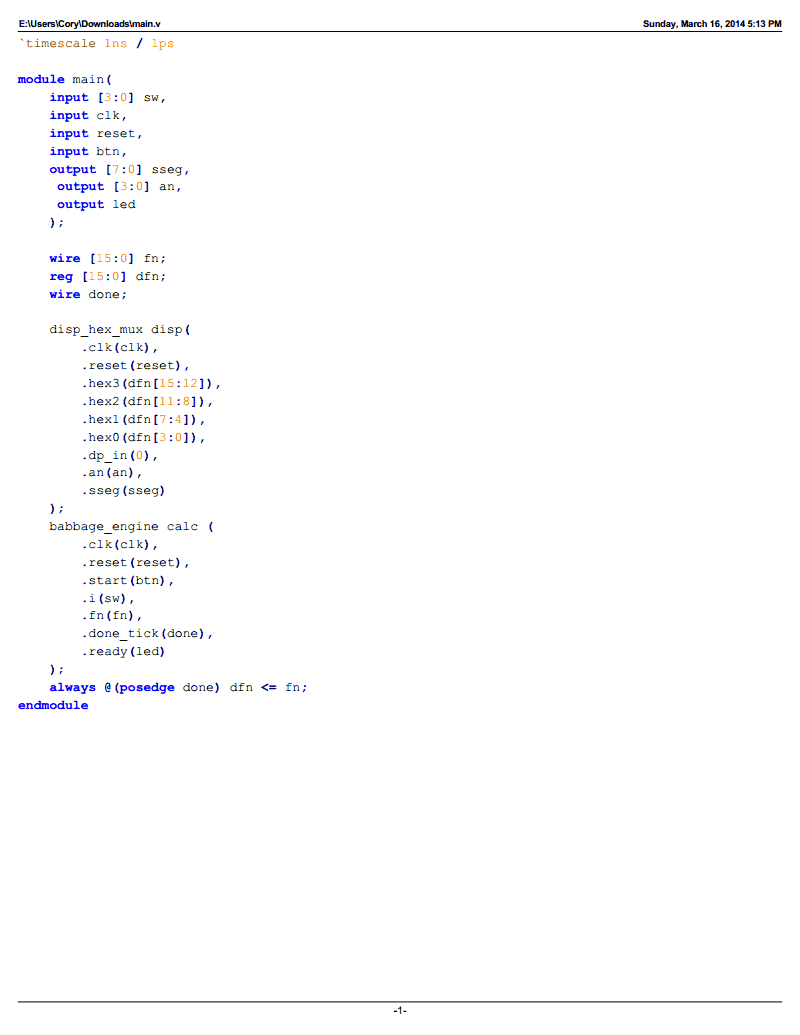 E:\Users\Cory\Downloads\main.v Sunday, March 16, 2014 5:13 PM
`timescale 1ns / 1ps
module main(
    input [3:0] sw,
    input clk,
    input reset,
    input btn,
    output [7:0] sseg,
     output [3:0] an,
     output led
    );
    wire [15:0] fn;
    reg [15:0] dfn;
    wire done;
    disp_hex_mux disp(
        .clk(clk),
        .reset(reset),
        .hex3(dfn[15:12]),
        .hex2(dfn[11:8]),
        .hex1(dfn[7:4]),
        .hex0(dfn[3:0]),
        .dp_in(0),
        .an(an),
        .sseg(sseg)
    );
    babbage_engine calc (
        .clk(clk),
        .reset(reset),
        .start(btn),
        .i(sw),
        .fn(fn),
        .done_tick(done),
        .ready(led)
    );
    always @(posedge done) dfn <= fn;
endmodule
-1-